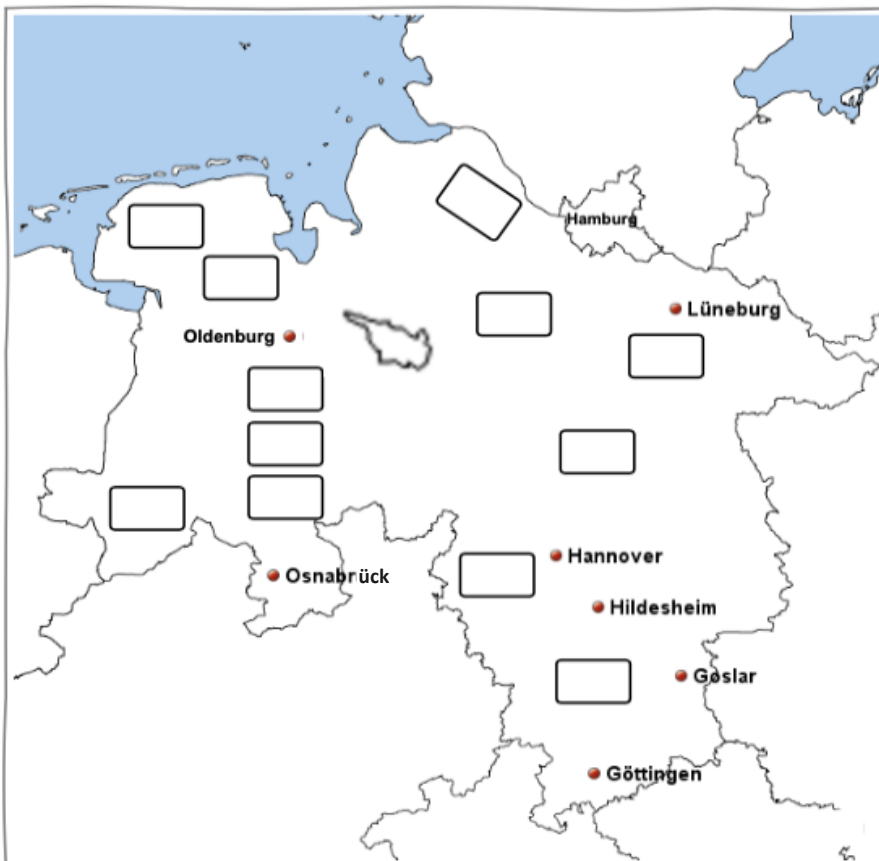 Hamburg
Lüneburg
Oldenburg
Hannover
Osnabrück
Hildesheim
Goslar
Göttingen